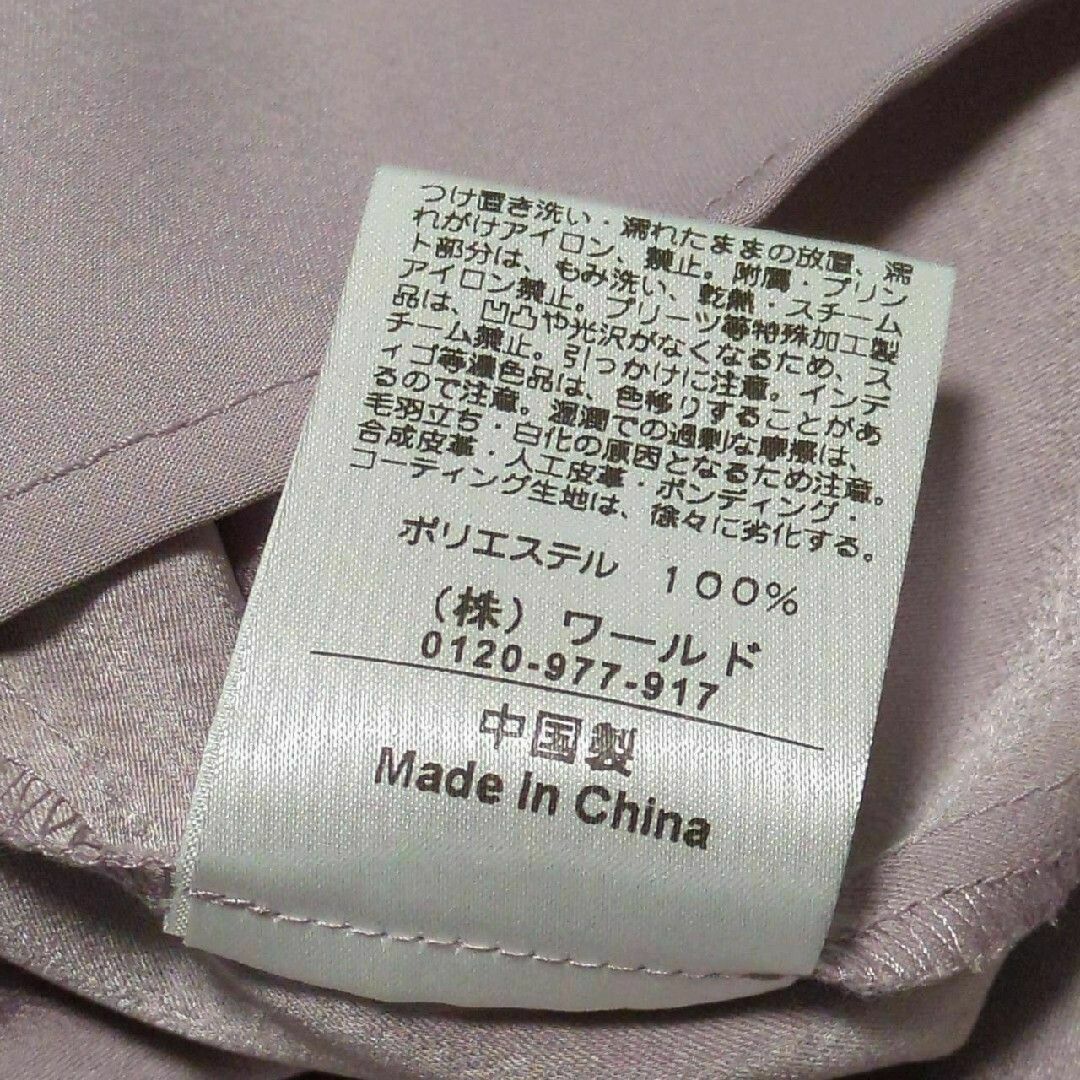 つけ置き洗い・濡れたままの放置、濡
れがけアイロン、禁止。附属・プリン
ト部分は、もみ洗い、乾熱・スチーム
アイロン禁止。プリーツ等特殊加工製
品は、凹凸や光沢がなくなるため、ス
チーム禁止。引っかけに注意。インデ
ィゴ等濃色品は、色移りすることがあ
るので注意。湿潤での過剰な摩擦は、
毛羽立ち・白化の原因となるため注意。
合成皮革・人工皮革・ボンディング・
コーティング生地は、徐々に劣化する。
ポリエステル 100%
(株) ワールド
0120-977-917
中国製
Made In China